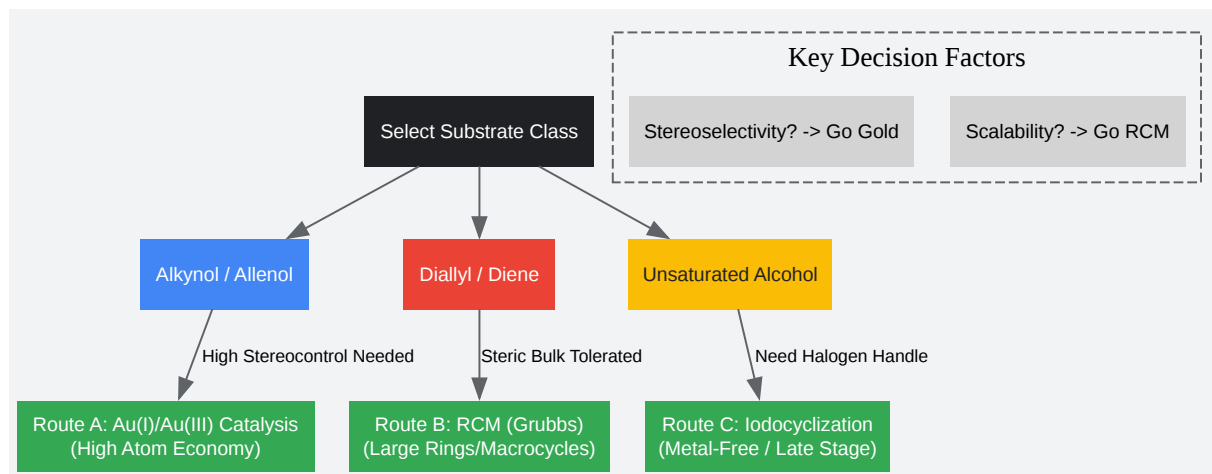 Key Decision Factors
Select Substrate Class
Stereoselectivity? -> Go Gold
Scalability? -> Go RCM
Alkynol / Allenol
Diallyl / Diene
Unsaturated Alcohol
High Stereocontrol Needed
Steric Bulk Tolerated
Need Halogen Handle
Route A: Au(I)/Au(III) Catalysis
(High Atom Economy)
Route B: RCM (Grubbs)
(Large Rings/Macrocycles)
Route C: Iodocyclization
(Metal-Free / Late Stage)